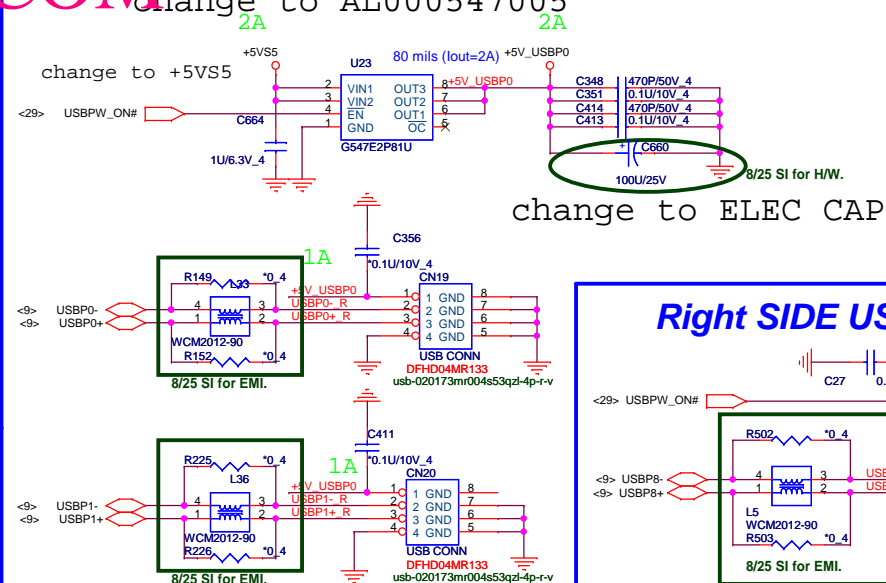 COM
change to AL000547005
2A
2A
+5VS5
U23
80 mils (Iout=2A)
+5V_USBP0
change to +5VS5
2 VIN1 OUT3 8 +5V_USBP0
3 VIN2 OUT2 7
4 EN OUT1 6
1 GND OC 5
G547E2P81U
<29> USBPW_ON#
C664
1U/6.3V_4
C348 470P/50V_4
C351 0.1U/10V_4
C414 470P/50V_4
C413 0.1U/10V_4
+ C660
100U/25V
8/25 SI for H/W.
change to ELEC CAP
C356
*0.1U/10V_4
1A
CN19
R149 *0_4
L33
<9> USBP0-
<9> USBP0+
4 3
1 2
WCM2012-90
R152 *0_4
8/25 SI for EMI.
+5V_USBP0
USBP0-_R
USBP0+_R
1 1 GND 8
2 2 GND 7
3 3 GND 6
4 4 GND 5
USB CONN
DFHD04MR133
usb-020173mr004s53qzl-4p-r-v
C411
*0.1U/10V_4
1A
CN20
R225 *0_4
L36
<9> USBP1-
<9> USBP1+
4 3
1 2
WCM2012-90
R226 *0_4
8/25 SI for EMI.
+5V_USBP0
USBP1-_R
USBP1+_R
1 1 GND 8
2 2 GND 7
3 3 GND 6
4 4 GND 5
USB CONN
DFHD04MR133
usb-020173mr004s53qzl-4p-r-v
Right SIDE US
C27 0.
<29> USBPW_ON#
R502 *0_4
<9> USBP8-
<9> USBP8+
4 3 USB
1 2 USB
L5
WCM2012-90
R503 *0_4
8/25 SI for EMI.